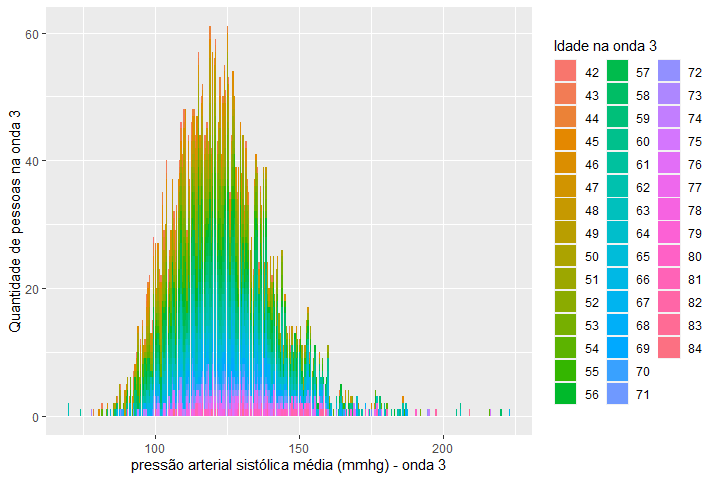 60
40
20
0
Quantidade de pessoas na onda 3
100 150 200
pressão arterial sistólica média (mmhg) - onda 3
Idade na onda 3
42 57 72
43 58 73
44 59 74
45 60 75
46 61 76
47 62 77
48 63 78
49 64 79
50 65 80
51 66 81
52 67 82
53 68 83
54 69 84
55 70
56 71